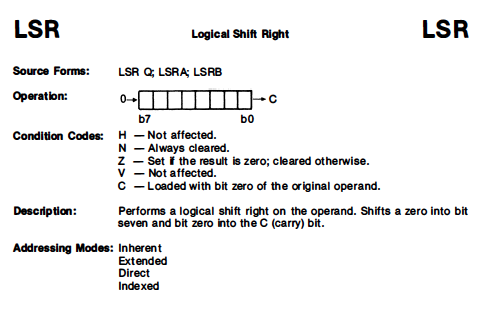 LSR Logical Shift Right LSR
Source Forms: LSR Q; LSRA; LSRB
Operation: 0 → → C
b7 b0
Condition Codes: H — Not affected.
N — Always cleared.
Z — Set if the result is zero; cleared otherwise.
V — Not affected.
C — Loaded with bit zero of the original operand.
Description: Performs a logical shift right on the operand. Shifts a zero into bit
seven and bit zero into the C (carry) bit.
Addressing Modes: Inherent
Extended
Direct
Indexed